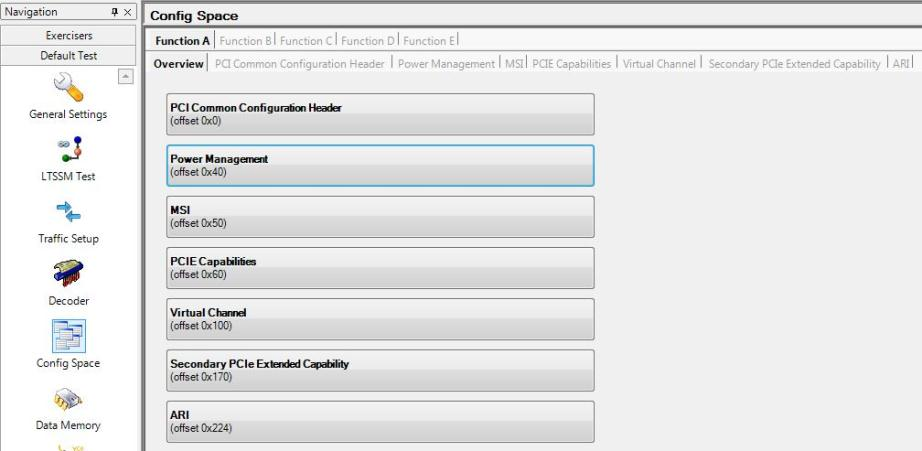 Navigation
Exercisers
Default Test
General Settings
LTSSM Test
Traffic Setup
Decoder
Config Space
Data Memory
Config Space
Function A Function B Function C Function D Function E
Overview PCI Common Configuration Header Power Management MSI PCIE Capabilities Virtual Channel Secondary PCIe Extended Capability ARI
PCI Common Configuration Header
(offset 0x0)
Power Management
(offset 0x40)
MSI
(offset 0x50)
PCIE Capabilities
(offset 0x60)
Virtual Channel
(offset 0x100)
Secondary PCIe Extended Capability
(offset 0x170)
ARI
(offset 0x224)